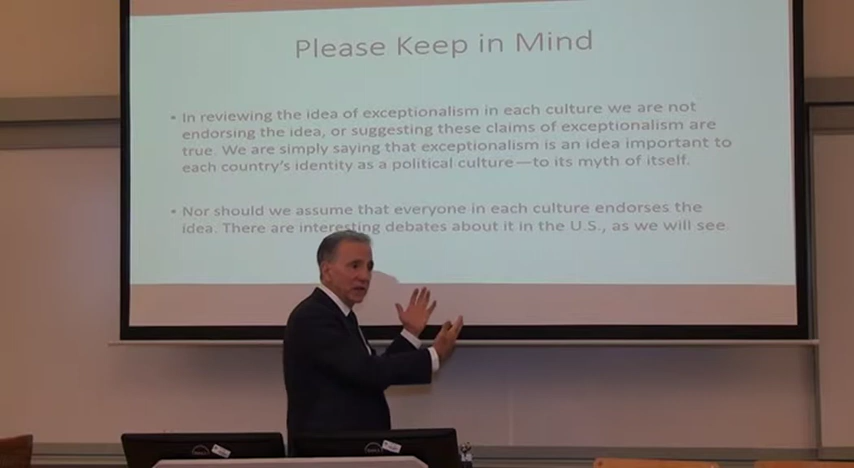 Please Keep in Mind
• In reviewing the idea of exceptionalism in each culture we are not
endorsing the idea, or suggesting these claims of exceptionalism are
true. We are simply saying that exceptionalism is an idea important to
each country's identity as a political culture—to its myth of itself.
• Nor should we assume that everyone in each culture endorses the
idea. There are interesting debates about it in the U.S., as we will see